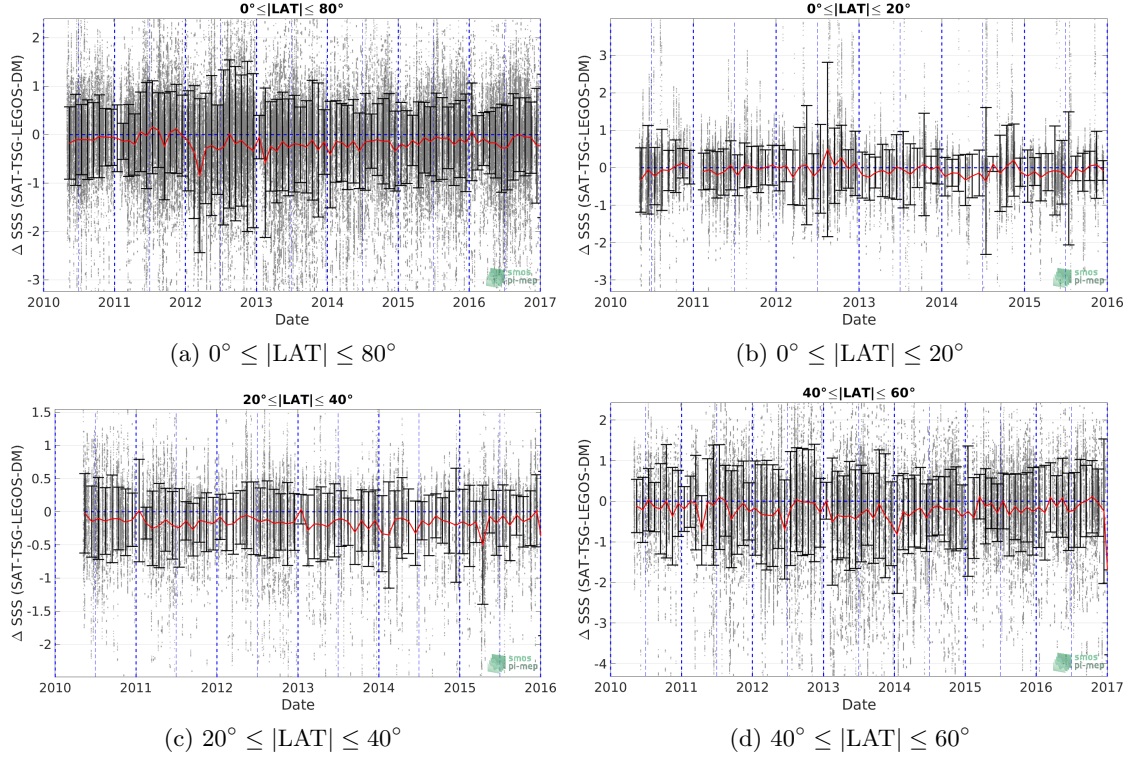 0°≤|LAT|≤ 80°
Δ SSS (SAT-TSG-LEGOS-DM)
2
1
0
-1
-2
-3
2010 2011 2012 2013 2014 2015 2016 2017
Date
smos
pi-mep
(a) 0° ≤ |LAT| ≤ 80°
0°≤|LAT|≤ 20°
Δ SSS (SAT-TSG-LEGOS-DM)
3
2
1
0
-1
-2
-3
2010 2011 2012 2013 2014 2015 2016
Date
smos
pi-mep
(b) 0° ≤ |LAT| ≤ 20°
20°≤|LAT|≤ 40°
Δ SSS (SAT-TSG-LEGOS-DM)
1.5
1
0.5
0
-0.5
-1
-1.5
-2
2010 2011 2012 2013 2014 2015 2016
Date
smos
pi-mep
(c) 20° ≤ |LAT| ≤ 40°
40°≤|LAT|≤ 60°
Δ SSS (SAT-TSG-LEGOS-DM)
2
1
0
-1
-2
-3
-4
2010 2011 2012 2013 2014 2015 2016 2017
Date
smos
pi-mep
(d) 40° ≤ |LAT| ≤ 60°